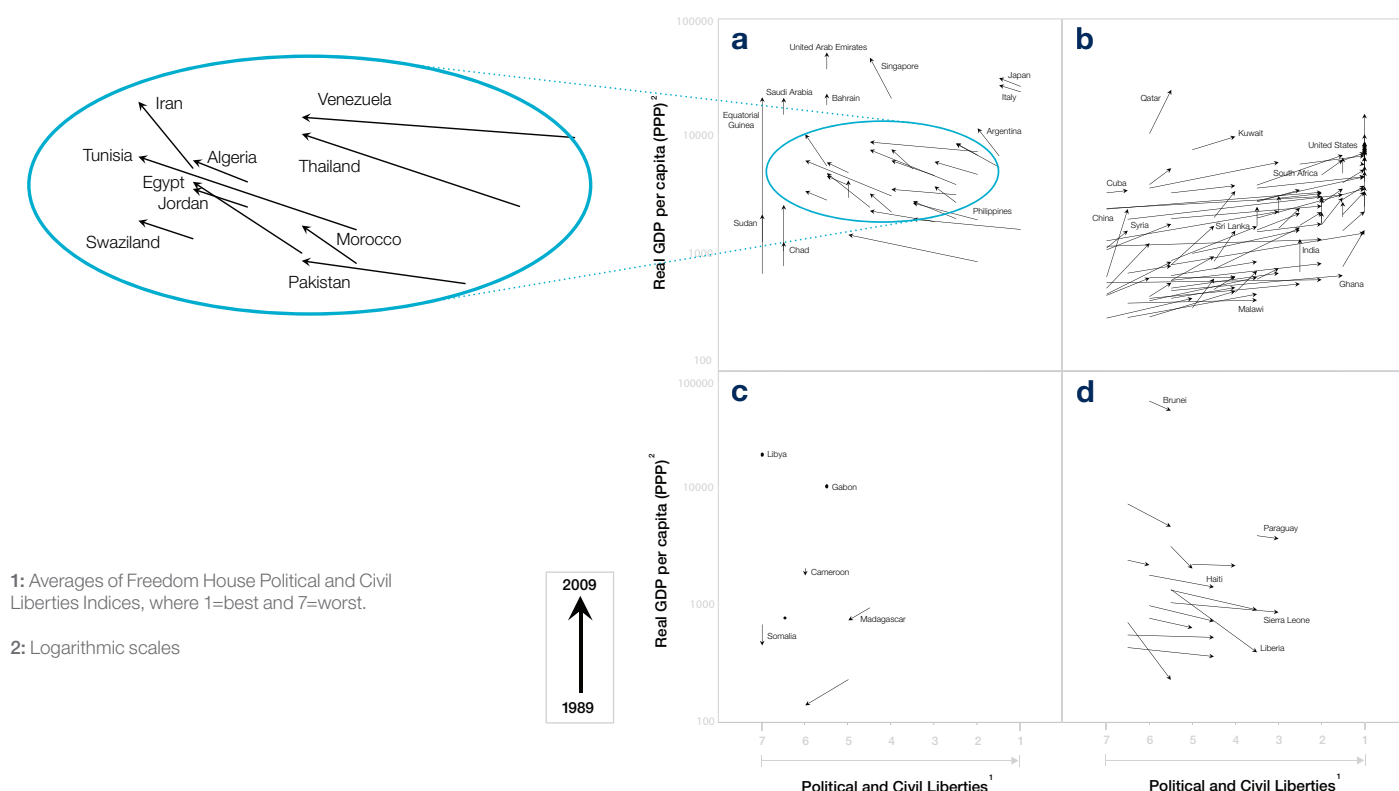 Iran
Venezuela
Tunisia
Algeria
Thailand
Egypt
Jordan
Swaziland
Morocco
Pakistan
1: Averages of Freedom House Political and Civil
Liberties Indices, where 1=best and 7=worst.
2: Logarithmic scales
2009
1989
a
100000
10000
1000
100
Real GDP per capita (PPP) 2
United Arab Emirates
Singapore
Japan
Italy
Saudi Arabia
Bahrain
Equatorial
Guinea
Argentina
Sudan
Philippines
Chad
b
Qatar
Kuwait
United States
South Africa
Cuba
China
Syria
Sri Lanka
India
Ghana
Malawi
c
100000
10000
1000
100
Real GDP per capita (PPP) 2
Libya
Gabon
Cameroon
Madagascar
Somalia
7 6 5 4 3 2 1
Political and Civil Liberties 1
d
Brunei
Paraguay
Haiti
Sierra Leone
Liberia
7 6 5 4 3 2 1
Political and Civil Liberties 1